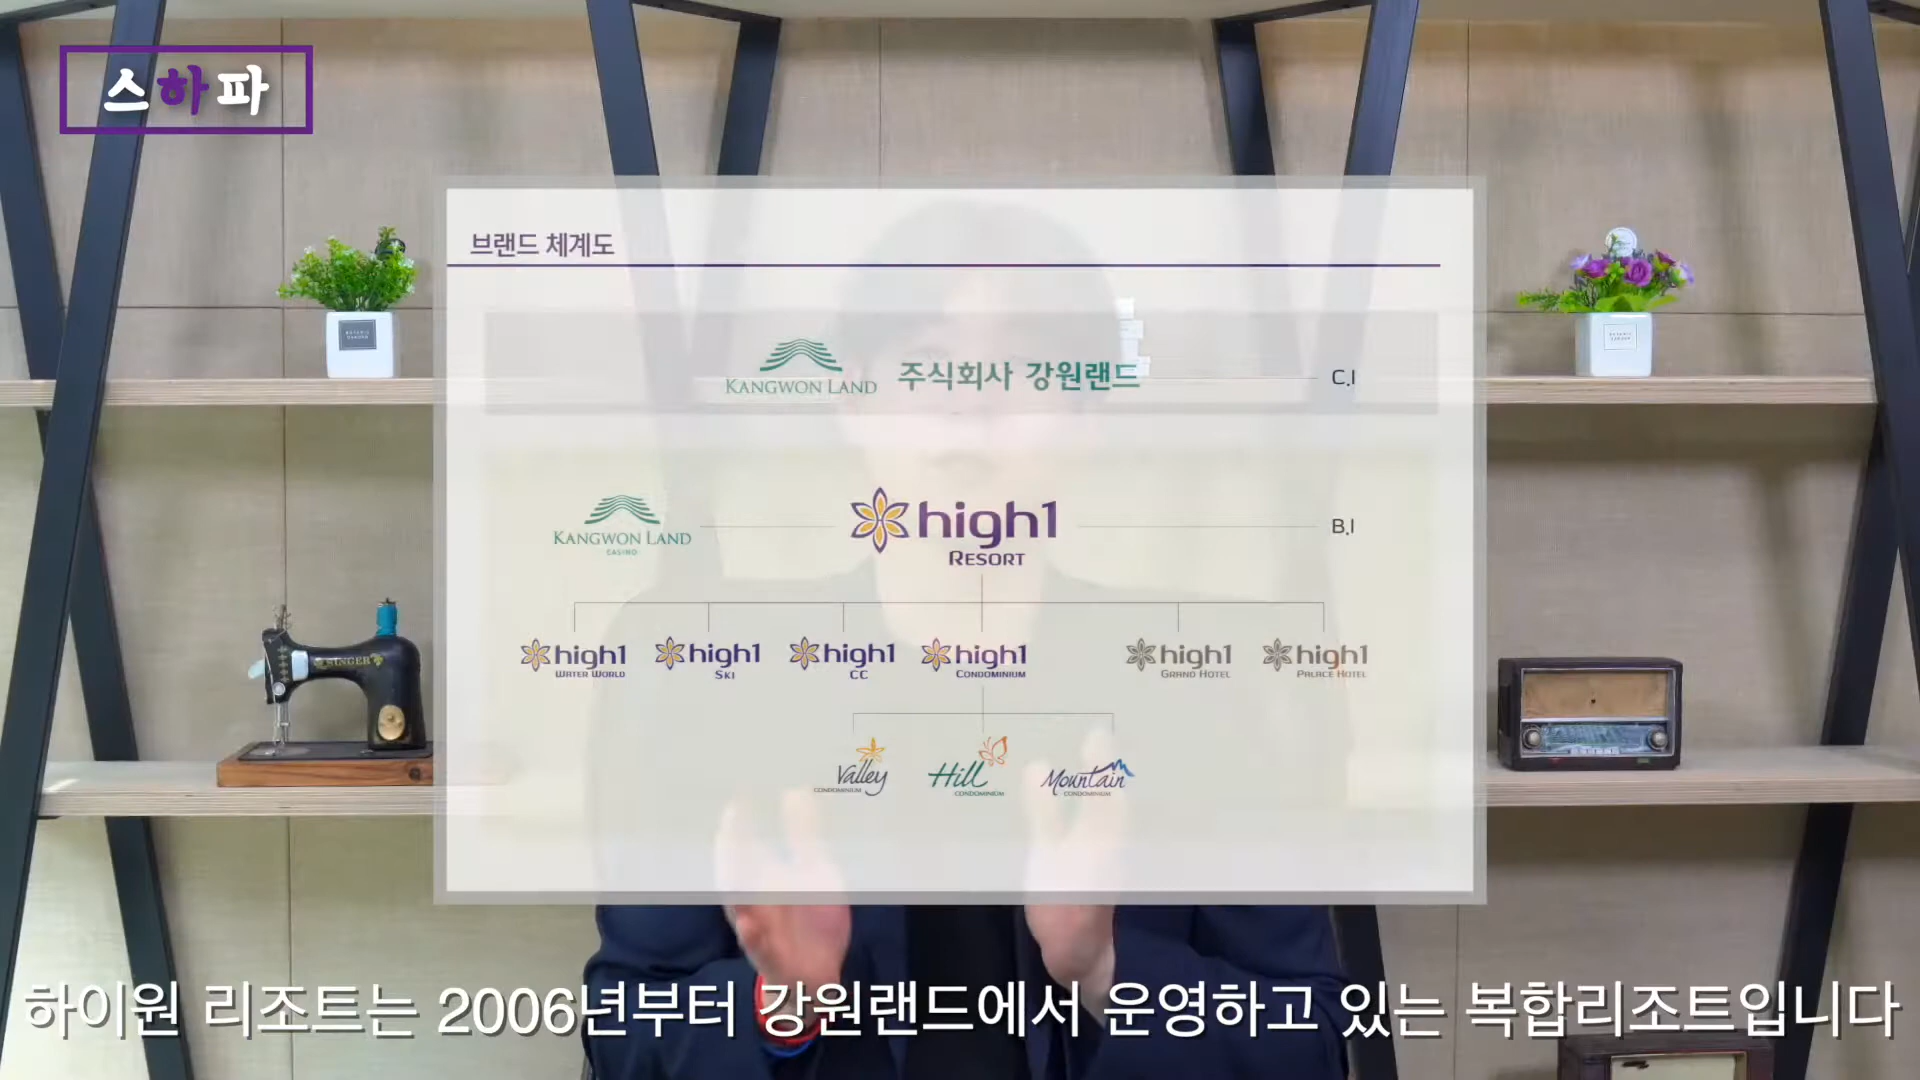 스하파
브랜드 체계도
KANGWON LAND 주식회사 강원랜드 C.I
KANGWON LAND
CASINO
high1
RESORT
B.I
high1
WATER WORLD
high1
SKI
high1
CC
high1
CONDOMINIUM
high1
GRAND HOTEL
high1
PALACE HOTEL
Valley
CONDOMINIUM
Hill
CONDOMINIUM
Mountain
CONDOMINIUM
SINGER
하이원 리조트는 2006년부터 강원랜드에서 운영하고 있는 복합리조트입니다